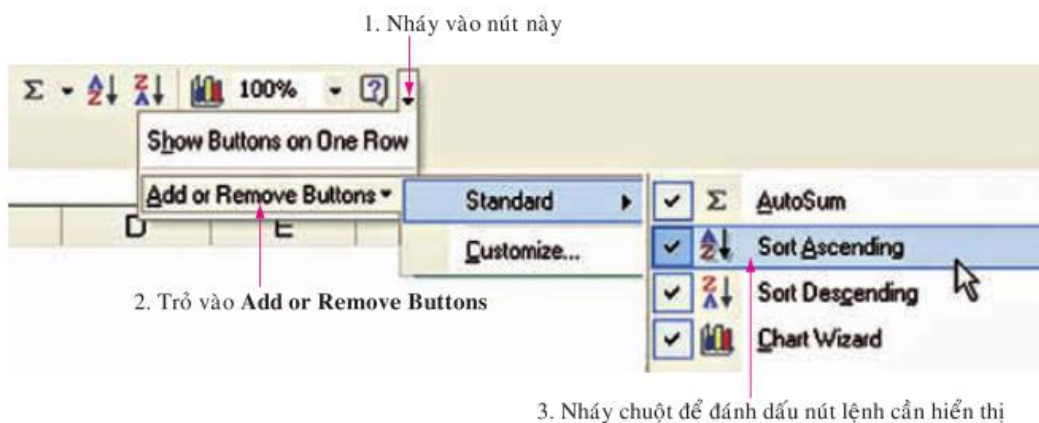 1. Nháy vào nút này
Σ 100%
Show Buttons on One Row
Add or Remove Buttons
Standard
Customize...
D E
Σ AutoSum
Sort Ascending
Sort Descending
Chart Wizard
2. Trỏ vào Add or Remove Buttons
3. Nháy chuột để đánh dấu nút lệnh cần hiển thị